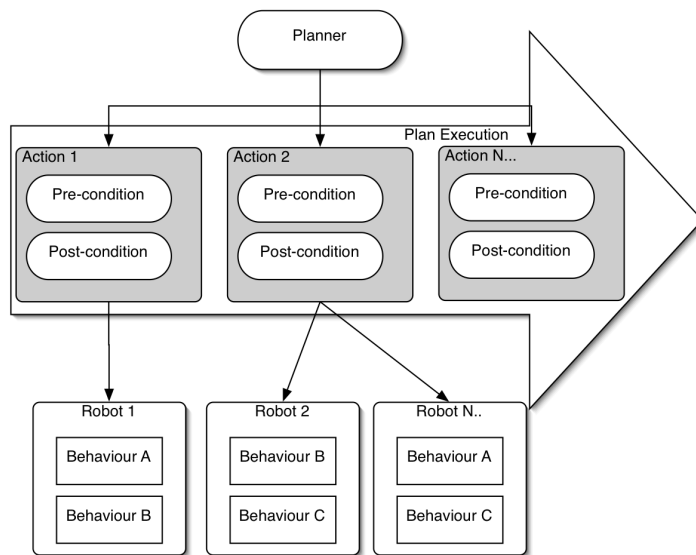 Planner
Plan Execution
Action 1
Action 2
Action N...
Pre-condition
Pre-condition
Pre-condition
Post-condition
Post-condition
Post-condition
Robot 1
Robot 2
Robot N..
Behaviour A
Behaviour B
Behaviour A
Behaviour B
Behaviour C
Behaviour C